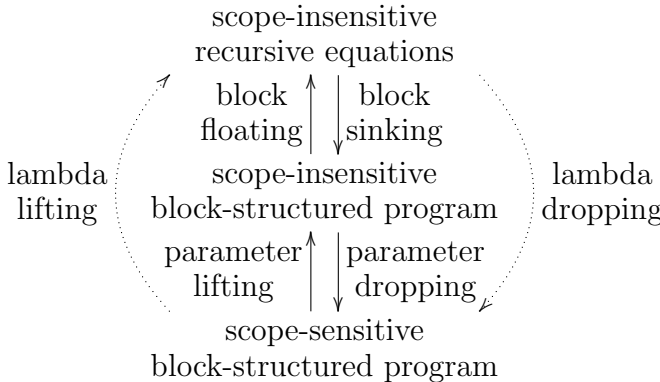 scope-insensitive
recursive equations
block
floating
block
sinking
lambda
lifting
scope-insensitive
block-structured program
lambda
dropping
parameter
lifting
parameter
dropping
scope-sensitive
block-structured program